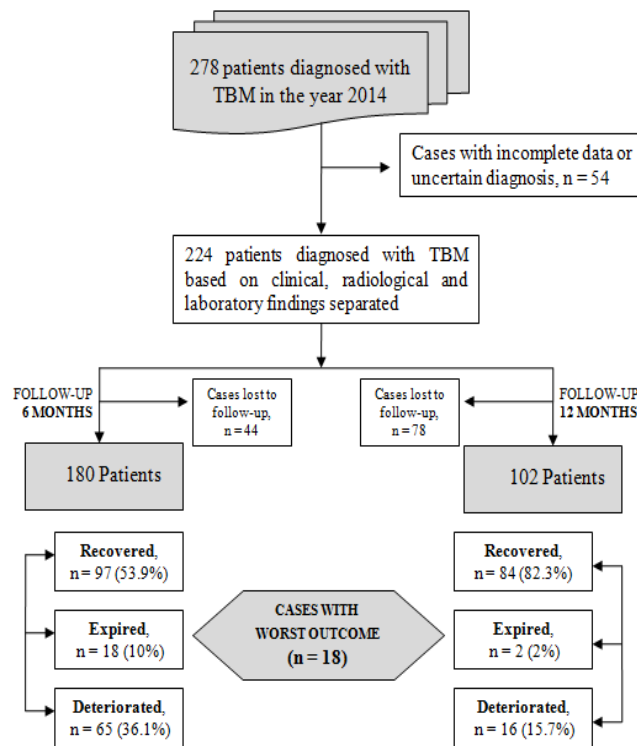 278 patients diagnosed with
TBM in the year 2014
Cases with incomplete data or
uncertain diagnosis, n = 54
224 patients diagnosed with TBM
based on clinical, radiological and
laboratory findings separated
FOLLOW-UP
6 MONTHS
Cases lost to
follow-up,
n = 44
Cases lost to
follow-up,
n = 78
FOLLOW-UP
12 MONTHS
180 Patients
102 Patients
Recovered,
n = 97 (53.9%)
Expired,
n = 18 (10%)
Deteriorated,
n = 65 (36.1%)
CASES WITH
WORST OUTCOME
(n = 18)
Recovered,
n = 84 (82.3%)
Expired,
n = 2 (2%)
Deteriorated,
n = 16 (15.7%)